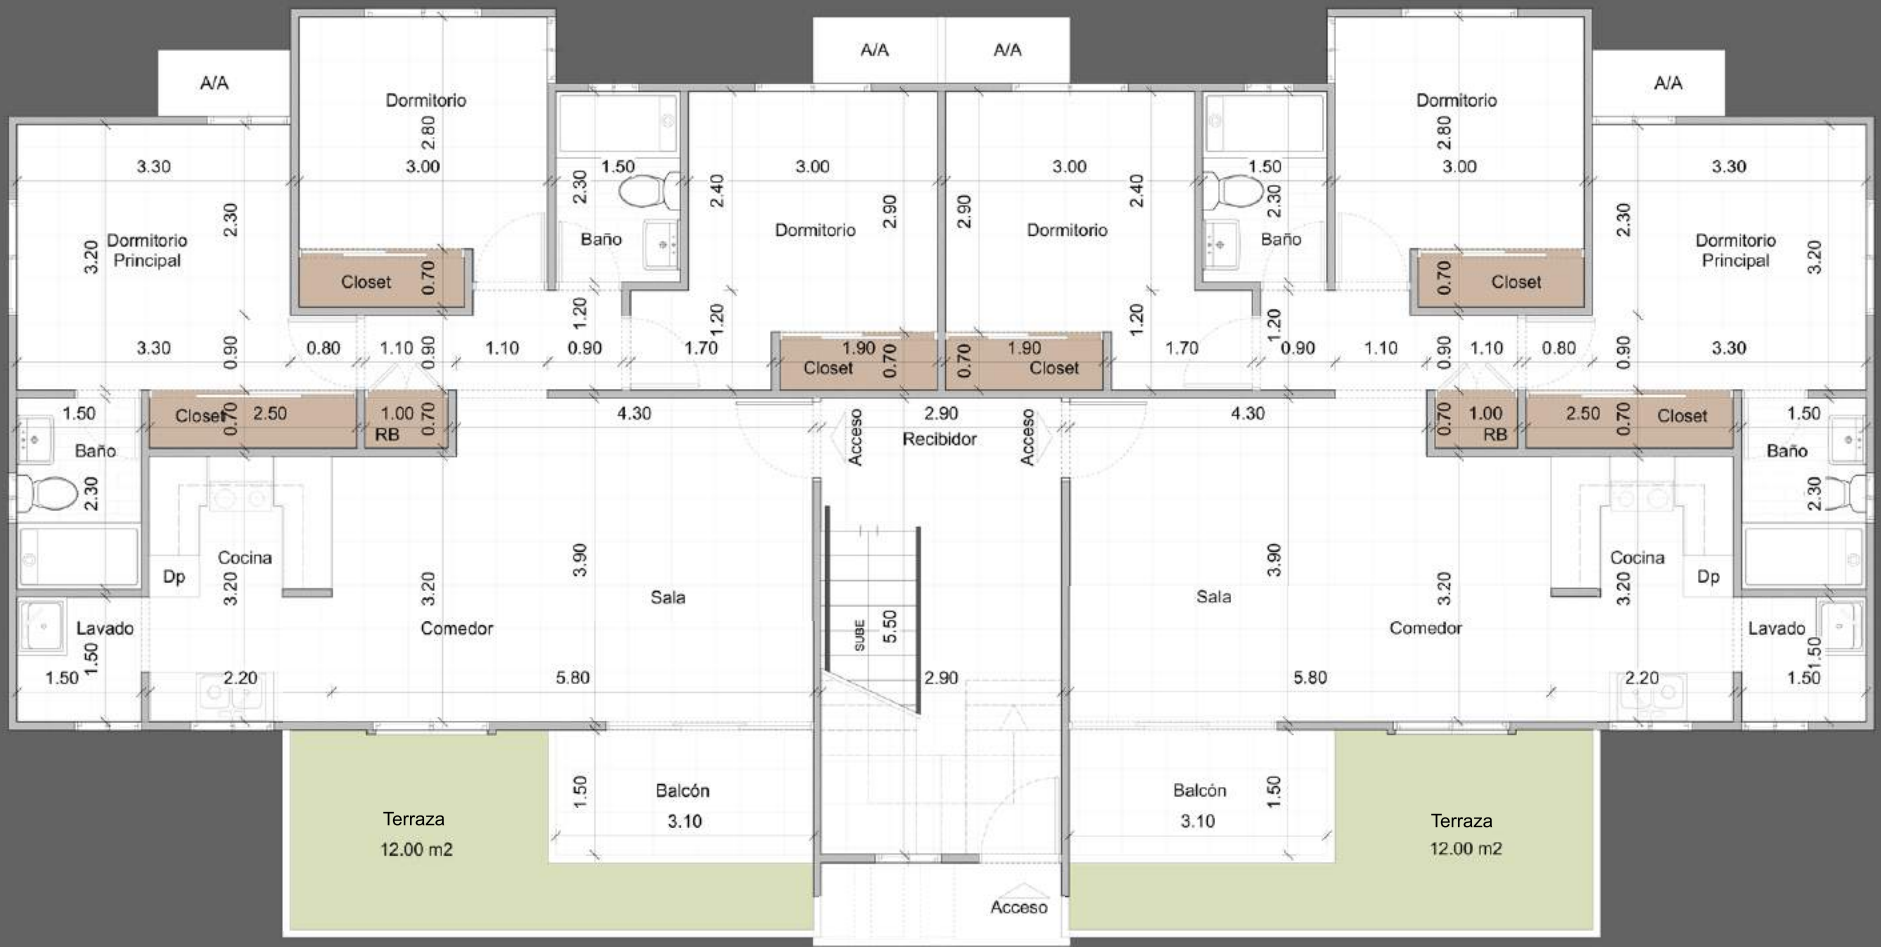 A/A
A/A
A/A
A/A
Dormitorio
2.80
3.00
Dormitorio
2.80
3.00
3.30
2.30
3.20
Dormitorio
Principal
1.50
2.30
Baño
2.40
3.00
2.90
Dormitorio
3.00
2.40
2.90
Dormitorio
1.50
2.30
Baño
3.30
2.30
Dormitorio
Principal
3.20
Closet
0.70
0.70
Closet
1.20
1.20
1.20
1.20
3.30
0.90
0.80
1.10
0.90
1.10
0.90
1.70
1.90
Closet
0.70
0.70
1.90
Closet
1.70
0.90
1.10
0.90
1.10
0.80
0.90
3.30
1.50
Closet
0.70
2.50
1.00
RB
0.70
4.30
Acceso
2.90
Recibidor
Acceso
4.30
0.70
1.00
RB
2.50
0.70
Closet
1.50
Baño
2.30
Baño
2.30
Cocina
Dp
3.20
3.20
3.90
Sala
Comedor
SUBE
5.50
Sala
3.90
3.20
Comedor
Cocina
3.20
Dp
Lavado
1.50
1.50
2.20
5.80
2.90
5.80
2.20
Lavado
1.50
1.50
Terraza
12.00 m2
1.50
Balcón
3.10
Balcón
3.10
1.50
Terraza
12.00 m2
Acceso